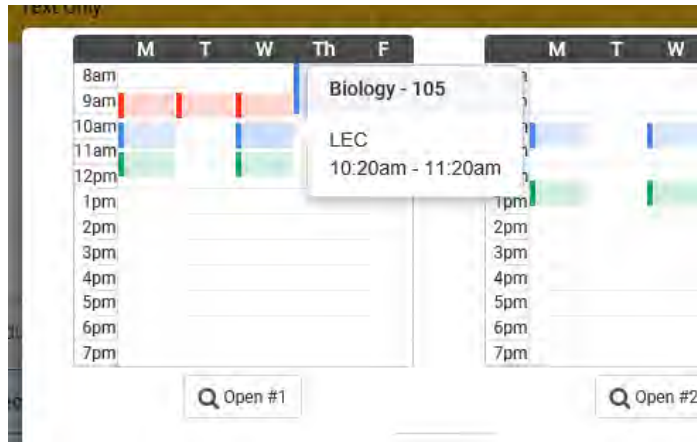 Text Only
M T W Th F
8am
9am
10am
11am
12pm
1pm
2pm
3pm
4pm
5pm
6pm
7pm
Biology - 105
LEC
10:20am - 11:20am
Open #1
M T W
1pm
2pm
3pm
4pm
5pm
6pm
7pm
Open #2